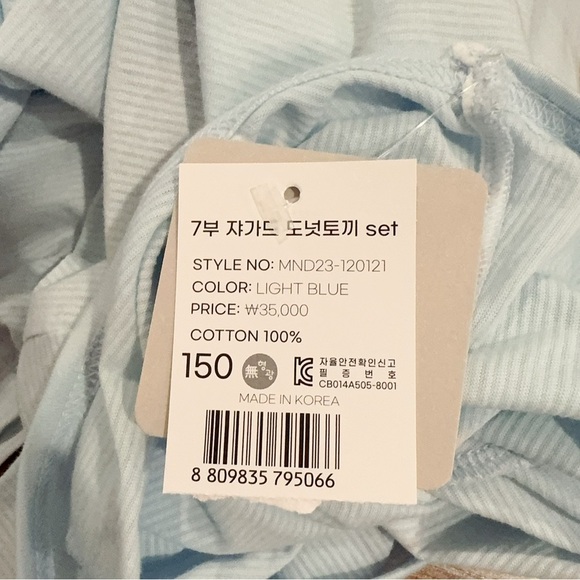 7부 쟈가드 도넛토끼 set
STYLE NO: MND23-120121
COLOR: LIGHT BLUE
PRICE: ₩35,000
COTTON 100%
150
無형광
자율안전확인신고
필증번호
CB014A505-8001
MADE IN KOREA
8 809835 795066